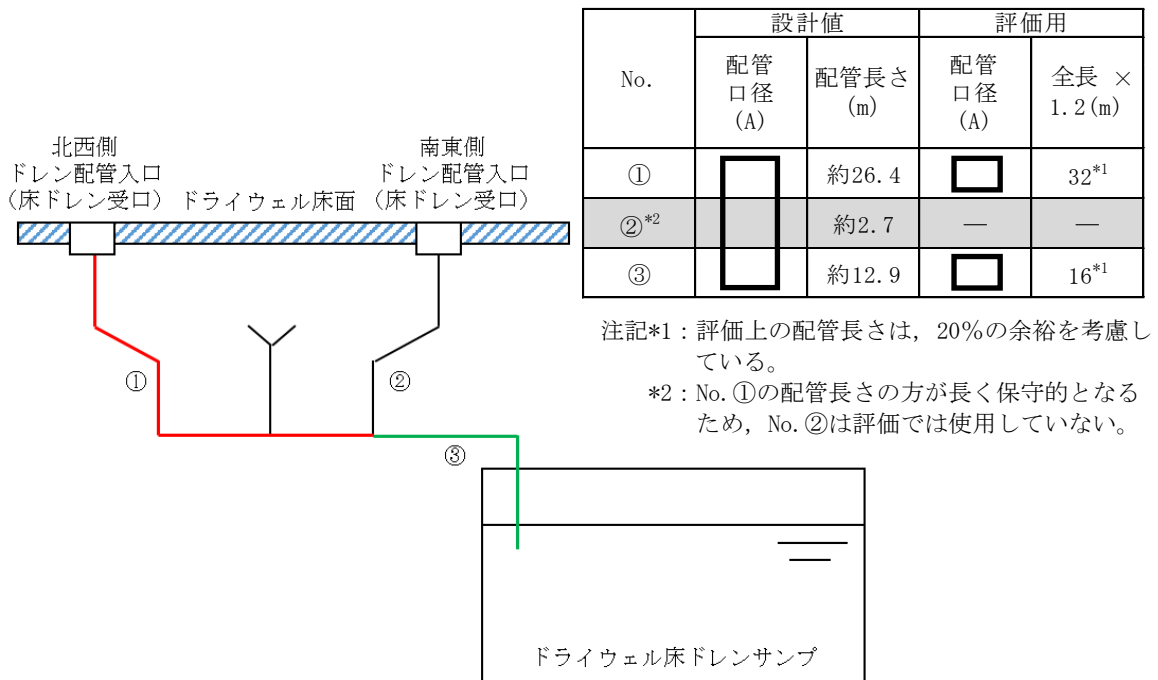 設計値 評価用
No. 配管口径(A) 配管長さ(m) 配管口径(A) 全長 ×1.2(m)
① 約26.4 32*1
②*2 約2.7 — —
③ 約12.9 16*1
注記*1:評価上の配管長さは,20%の余裕を考慮し
ている。
*2:No.①の配管長さの方が長く保守的となる
ため,No.②は評価では使用していない。
北西側
ドレン配管入口
(床ドレン受口)
ドライウェル床面
南東側
ドレン配管入口
(床ドレン受口)
①
②
③
ドライウェル床ドレンサンプ